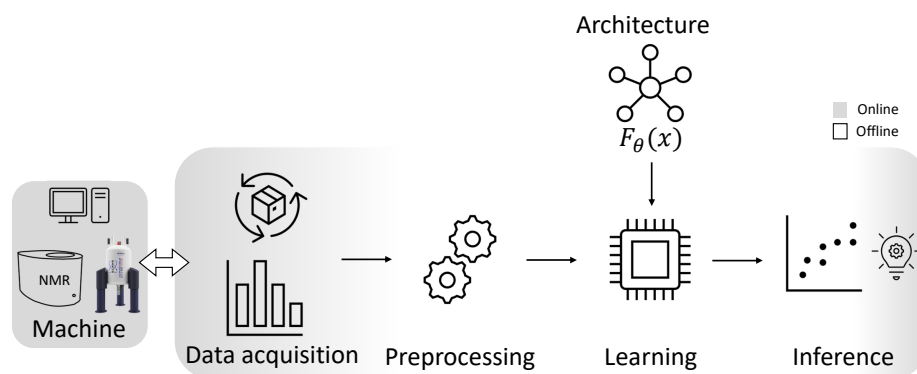 Architecture
F_θ(x)
Online
Offline
NMR
Machine
Data acquisition
Preprocessing
Learning
Inference